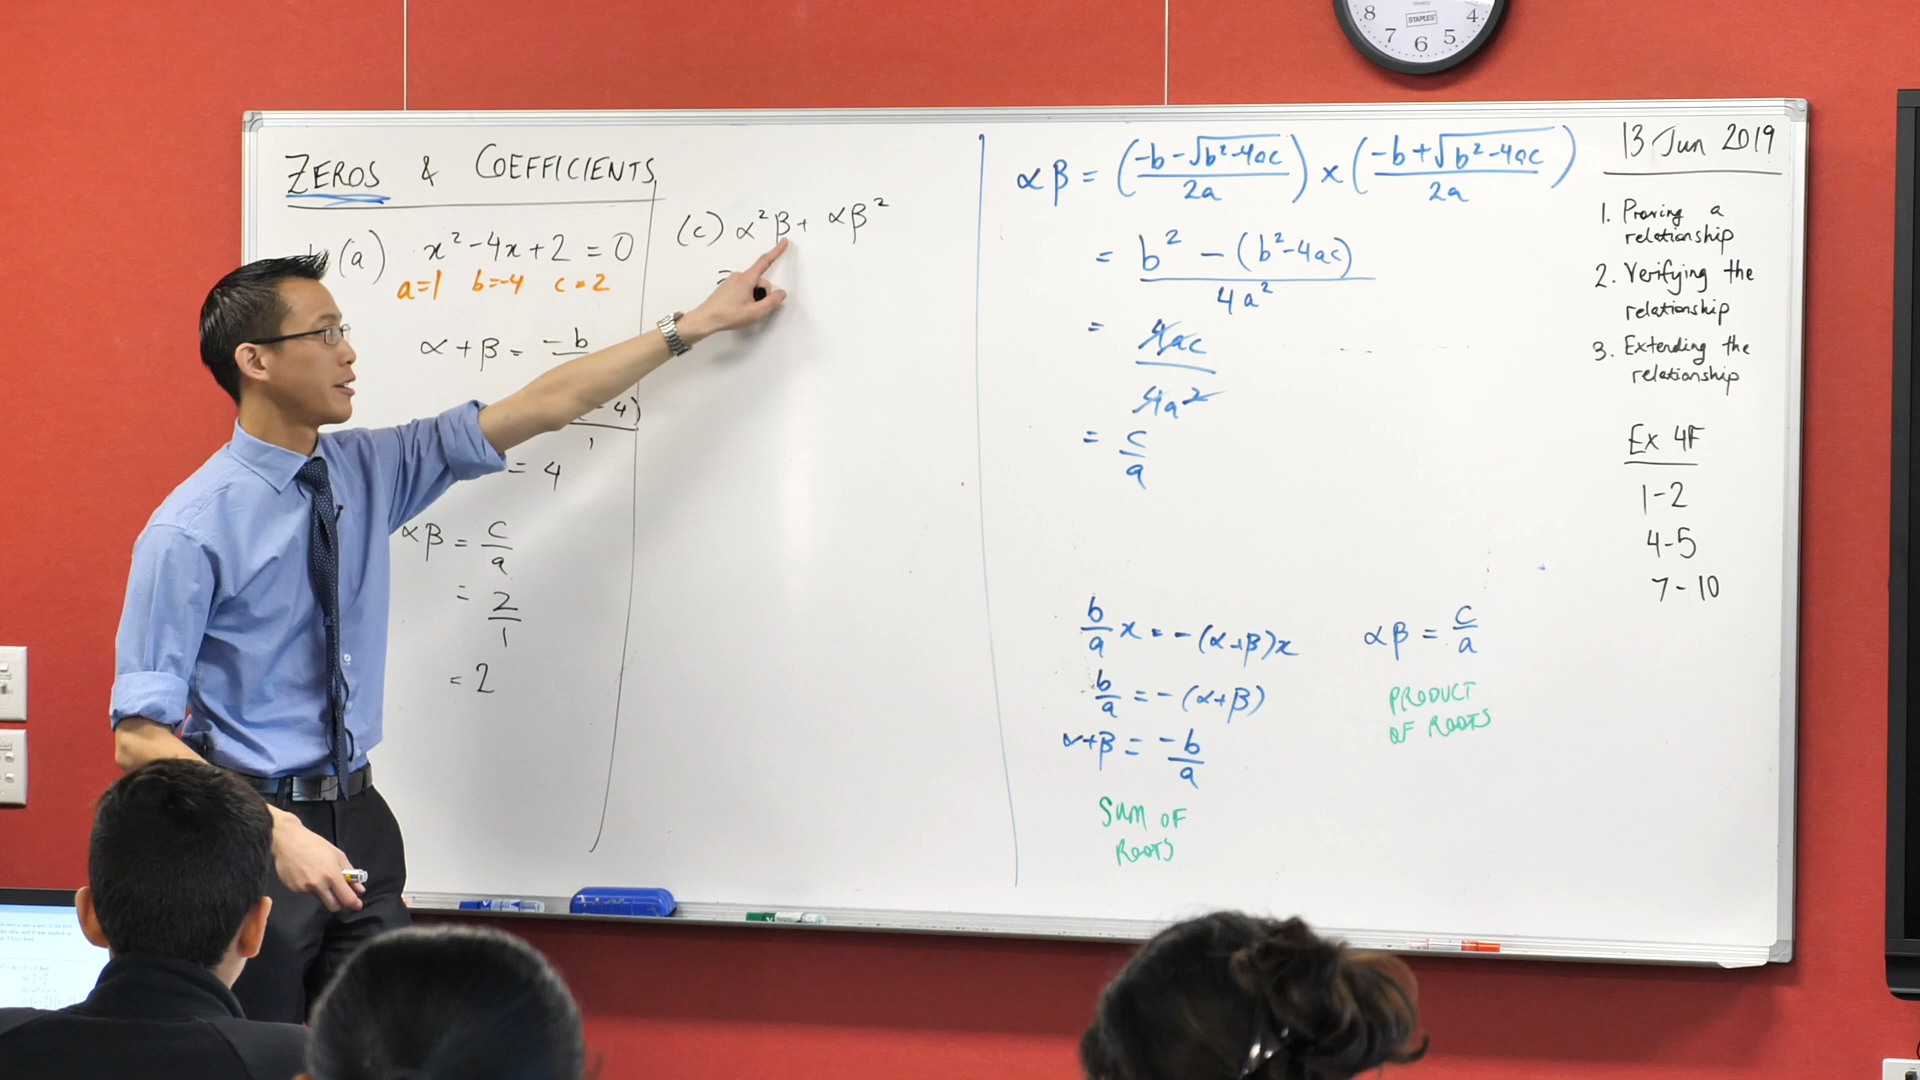 ZEROS & COEFFICIENTS
(a) x² - 4x + 2 = 0
a=1 b=-4 c=2
α + β = -b
-4)
1
= 4
αβ = c/a
= 2/1
= 2
(c) α²β + αβ²
=
αβ = ((-b - √(b² - 4ac))/2a) × ((-b + √(b² - 4ac))/2a)
= (b² - (b² - 4ac))/4a²
= 4ac/4a²
= c/a
b/a x = -(α+β)x
b/a = -(α+β)
α+β = -b/a
SUM OF
ROOTS
αβ = c/a
PRODUCT
OF ROOTS
13 Jun 2019
1. Proving a
relationship
2. Verifying the
relationship
3. Extending the
relationship
Ex 4F
1-2
4-5
7-10
8 7 6 5 4
STAPLES